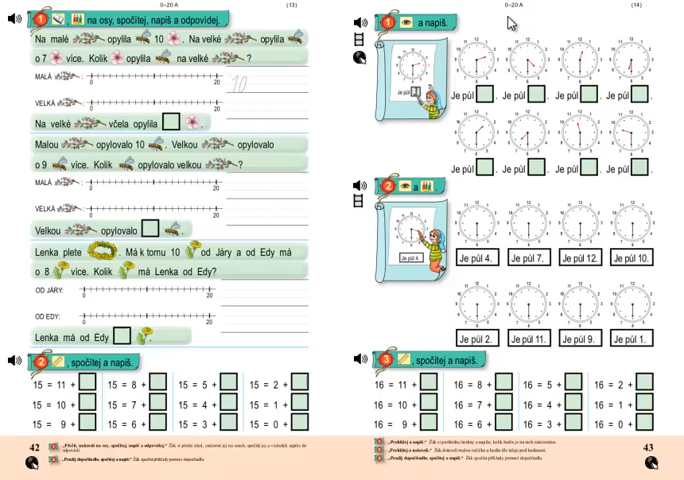 0–20 A
(13)
1 , na osy, spočítej, napiš a odpovídej.
Na malé opylila 10 . Na velké opylila
o 7 více. Kolik opylila na velké ?
MALÁ :
0 20
10
VELKÁ :
0 20
Na velké včela opylila .
Malou opylovalo 10 . Velkou opylovalo
o 9 více. Kolik opylovalo velkou ?
MALÁ :
0 20
VELKÁ :
0 20
Velkou opylovalo .
Lenka plete . Má k tomu 10 od Járy a od Edy má
o 8 více. Kolik má Lenka od Edy?
OD JÁRY:
0 20
OD EDY:
0 20
Lenka má od Edy .
2 , spočítej a napiš.
15 = 11 + 15 = 8 + 15 = 5 + 15 = 2 +
15 = 10 + 15 = 7 + 15 = 4 + 15 = 1 +
15 = 9 + 15 = 6 + 15 = 3 + 15 = 0 +
42
0–20 A
(14)
1 a napiš.
Je půl
Je půl . Je půl . Je půl . Je půl .
Je půl . Je půl . Je půl . Je půl .
2 a .
Je půl 4.
Je půl 4. Je půl 7. Je půl 12. Je půl 10.
Je půl 2. Je půl 11. Je půl 9. Je půl 1.
3 , spočítej a napiš.
16 = 11 + 16 = 8 + 16 = 5 + 16 = 2 +
16 = 10 + 16 = 7 + 16 = 4 + 16 = 1 +
16 = 9 + 16 = 6 + 16 = 3 + 16 = 0 +
43